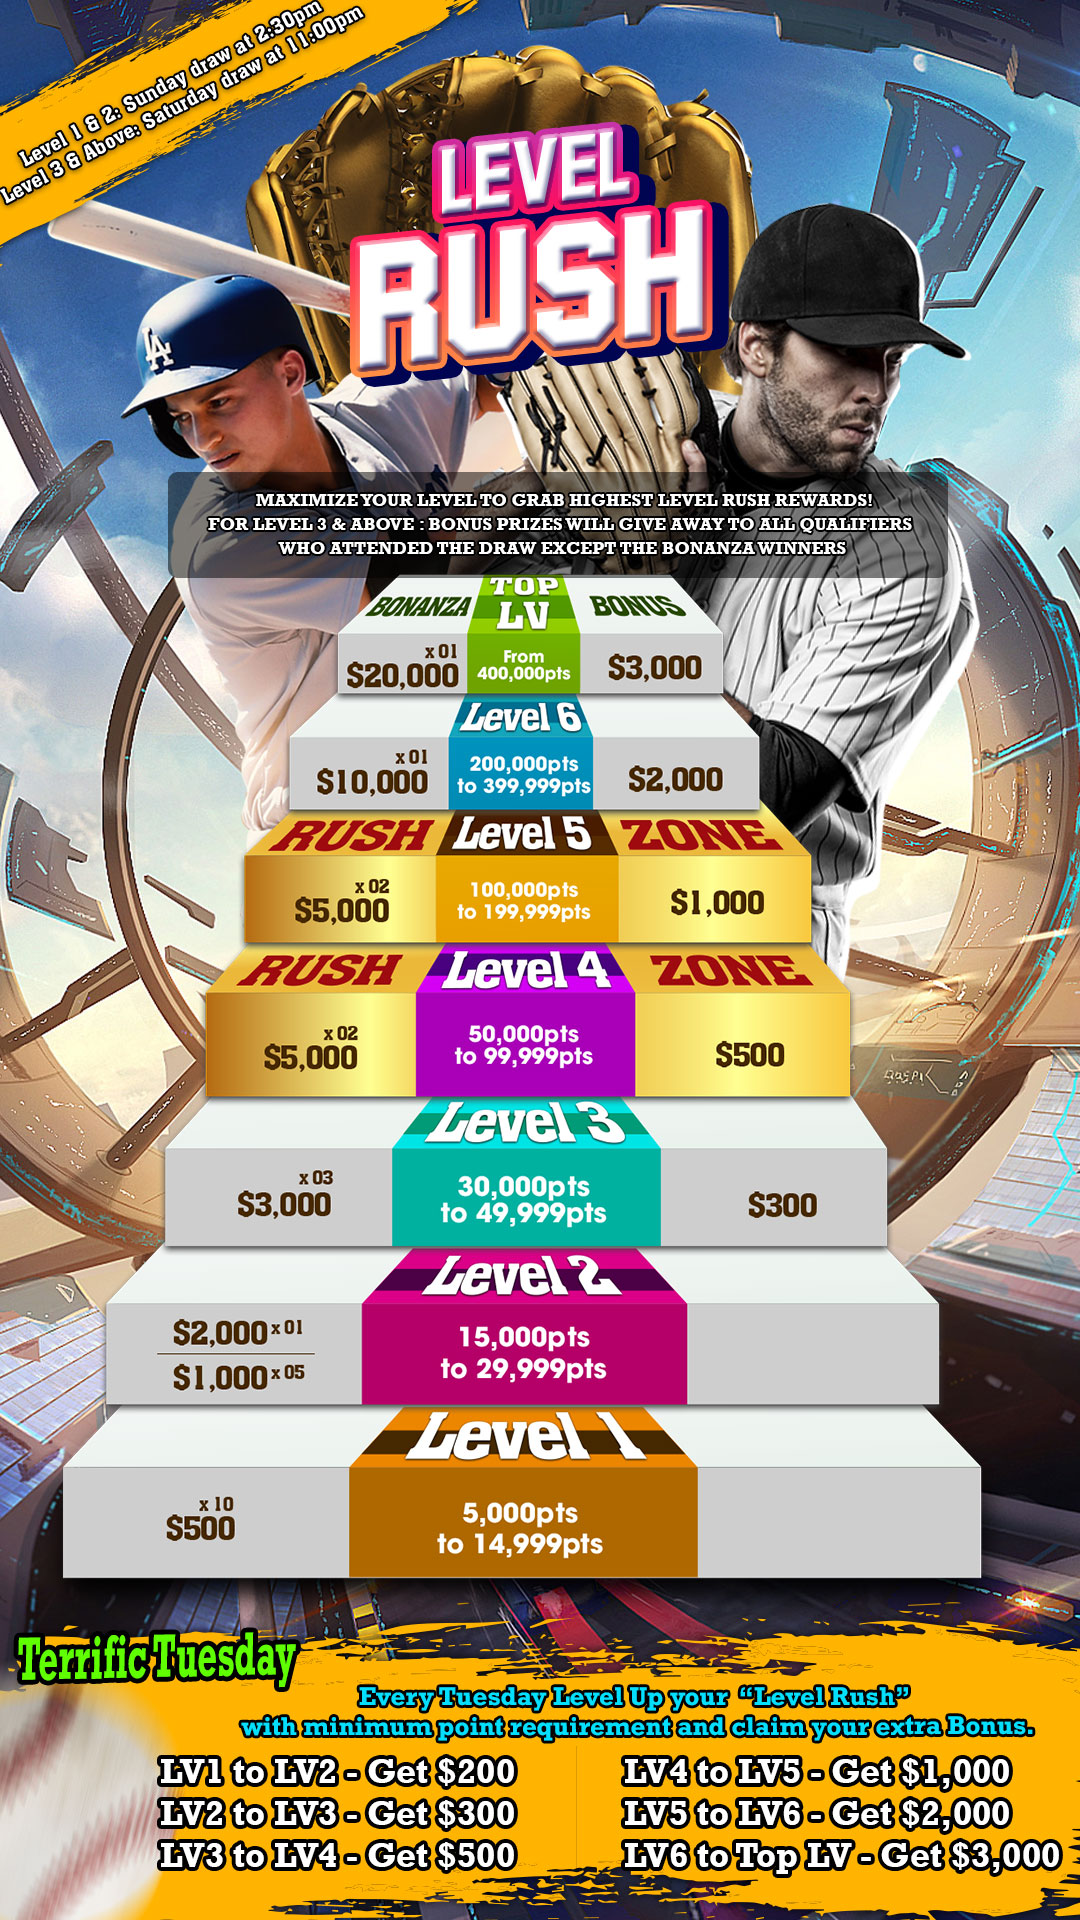 Level 1 & 2: Sunday draw at 2:30pm
Level 3 & Above: Saturday draw at 11:00pm
LEVEL
RUSH
LA
MAXIMIZE YOUR LEVEL TO GRAB HIGHEST LEVEL RUSH REWARDS!
FOR LEVEL 3 & ABOVE : BONUS PRIZES WILL GIVE AWAY TO ALL QUALIFIERS
WHO ATTENDED THE DRAW EXCEPT THE BONANZA WINNERS
BONANZA
TOP
LV
BONUS
x 01
$20,000
From
400,000pts
$3,000
Level 6
x 01
$10,000
200,000pts
to 399,999pts
$2,000
RUSH Level 5 ZONE
x 02
$5,000
100,000pts
to 199,999pts
$1,000
RUSH Level 4 ZONE
x 02
$5,000
50,000pts
to 99,999pts
$500
Level 3
x 03
$3,000
30,000pts
to 49,999pts
$300
Level 2
$2,000 x 01
$1,000 x 05
15,000pts
to 29,999pts
Level 1
x 10
$500
5,000pts
to 14,999pts
Terrific Tuesday
Every Tuesday Level Up your “Level Rush”
with minimum point requirement and claim your extra Bonus.
LV1 to LV2 - Get $200
LV2 to LV3 - Get $300
LV3 to LV4 - Get $500
LV4 to LV5 - Get $1,000
LV5 to LV6 - Get $2,000
LV6 to Top LV - Get $3,000